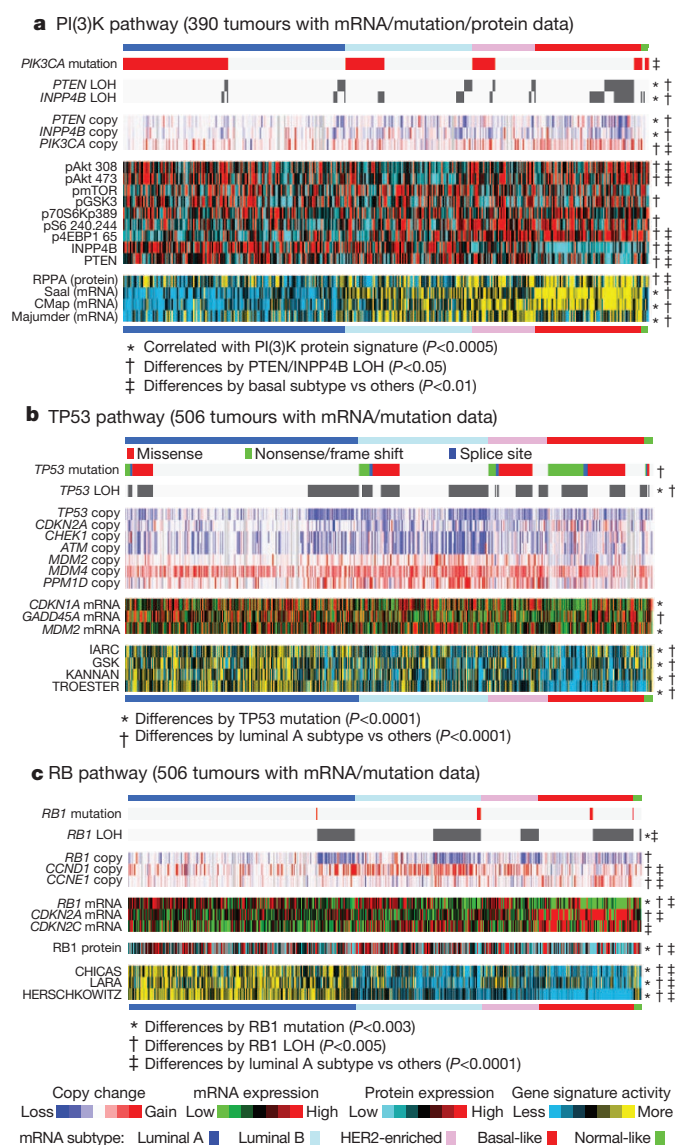 a PI(3)K pathway (390 tumours with mRNA/mutation/protein data)
PIK3CA mutation ‡
PTEN LOH * †
INPP4B LOH * †
PTEN copy * †
INPP4B copy * †
PIK3CA copy † ‡
pAkt 308 † ‡
pAkt 473 † ‡
pmTOR
pGSK3 †
p70S6Kp389
pS6 240.244 †
p4EBP1 65 † ‡
INPP4B † ‡
PTEN † ‡
RPPA (protein) † ‡
Saal (mRNA) * †
CMap (mRNA) * †
Majumder (mRNA) * †
* Correlated with PI(3)K protein signature (P<0.0005)
† Differences by PTEN/INPP4B LOH (P<0.05)
‡ Differences by basal subtype vs others (P<0.01)
b TP53 pathway (506 tumours with mRNA/mutation data)
Missense Nonsense/frame shift Splice site
TP53 mutation †
TP53 LOH * †
TP53 copy
CDKN2A copy
CHEK1 copy
ATM copy
MDM2 copy
MDM4 copy
PPM1D copy
CDKN1A mRNA *
GADD45A mRNA †
MDM2 mRNA *
IARC * †
GSK * †
KANNAN * †
TROESTER * †
* Differences by TP53 mutation (P<0.0001)
† Differences by luminal A subtype vs others (P<0.0001)
c RB pathway (506 tumours with mRNA/mutation data)
RB1 mutation
RB1 LOH *‡
RB1 copy †
CCND1 copy † ‡
CCNE1 copy † ‡
RB1 mRNA * † ‡
CDKN2A mRNA † ‡
CDKN2C mRNA ‡
RB1 protein * † ‡
CHICAS * † ‡
LARA * † ‡
HERSCHKOWITZ * † ‡
* Differences by RB1 mutation (P<0.003)
† Differences by RB1 LOH (P<0.005)
‡ Differences by luminal A subtype vs others (P<0.0001)
Copy change mRNA expression Protein expression Gene signature activity
Loss Gain Low High Low High Less More
mRNA subtype: Luminal A Luminal B HER2-enriched Basal-like Normal-like